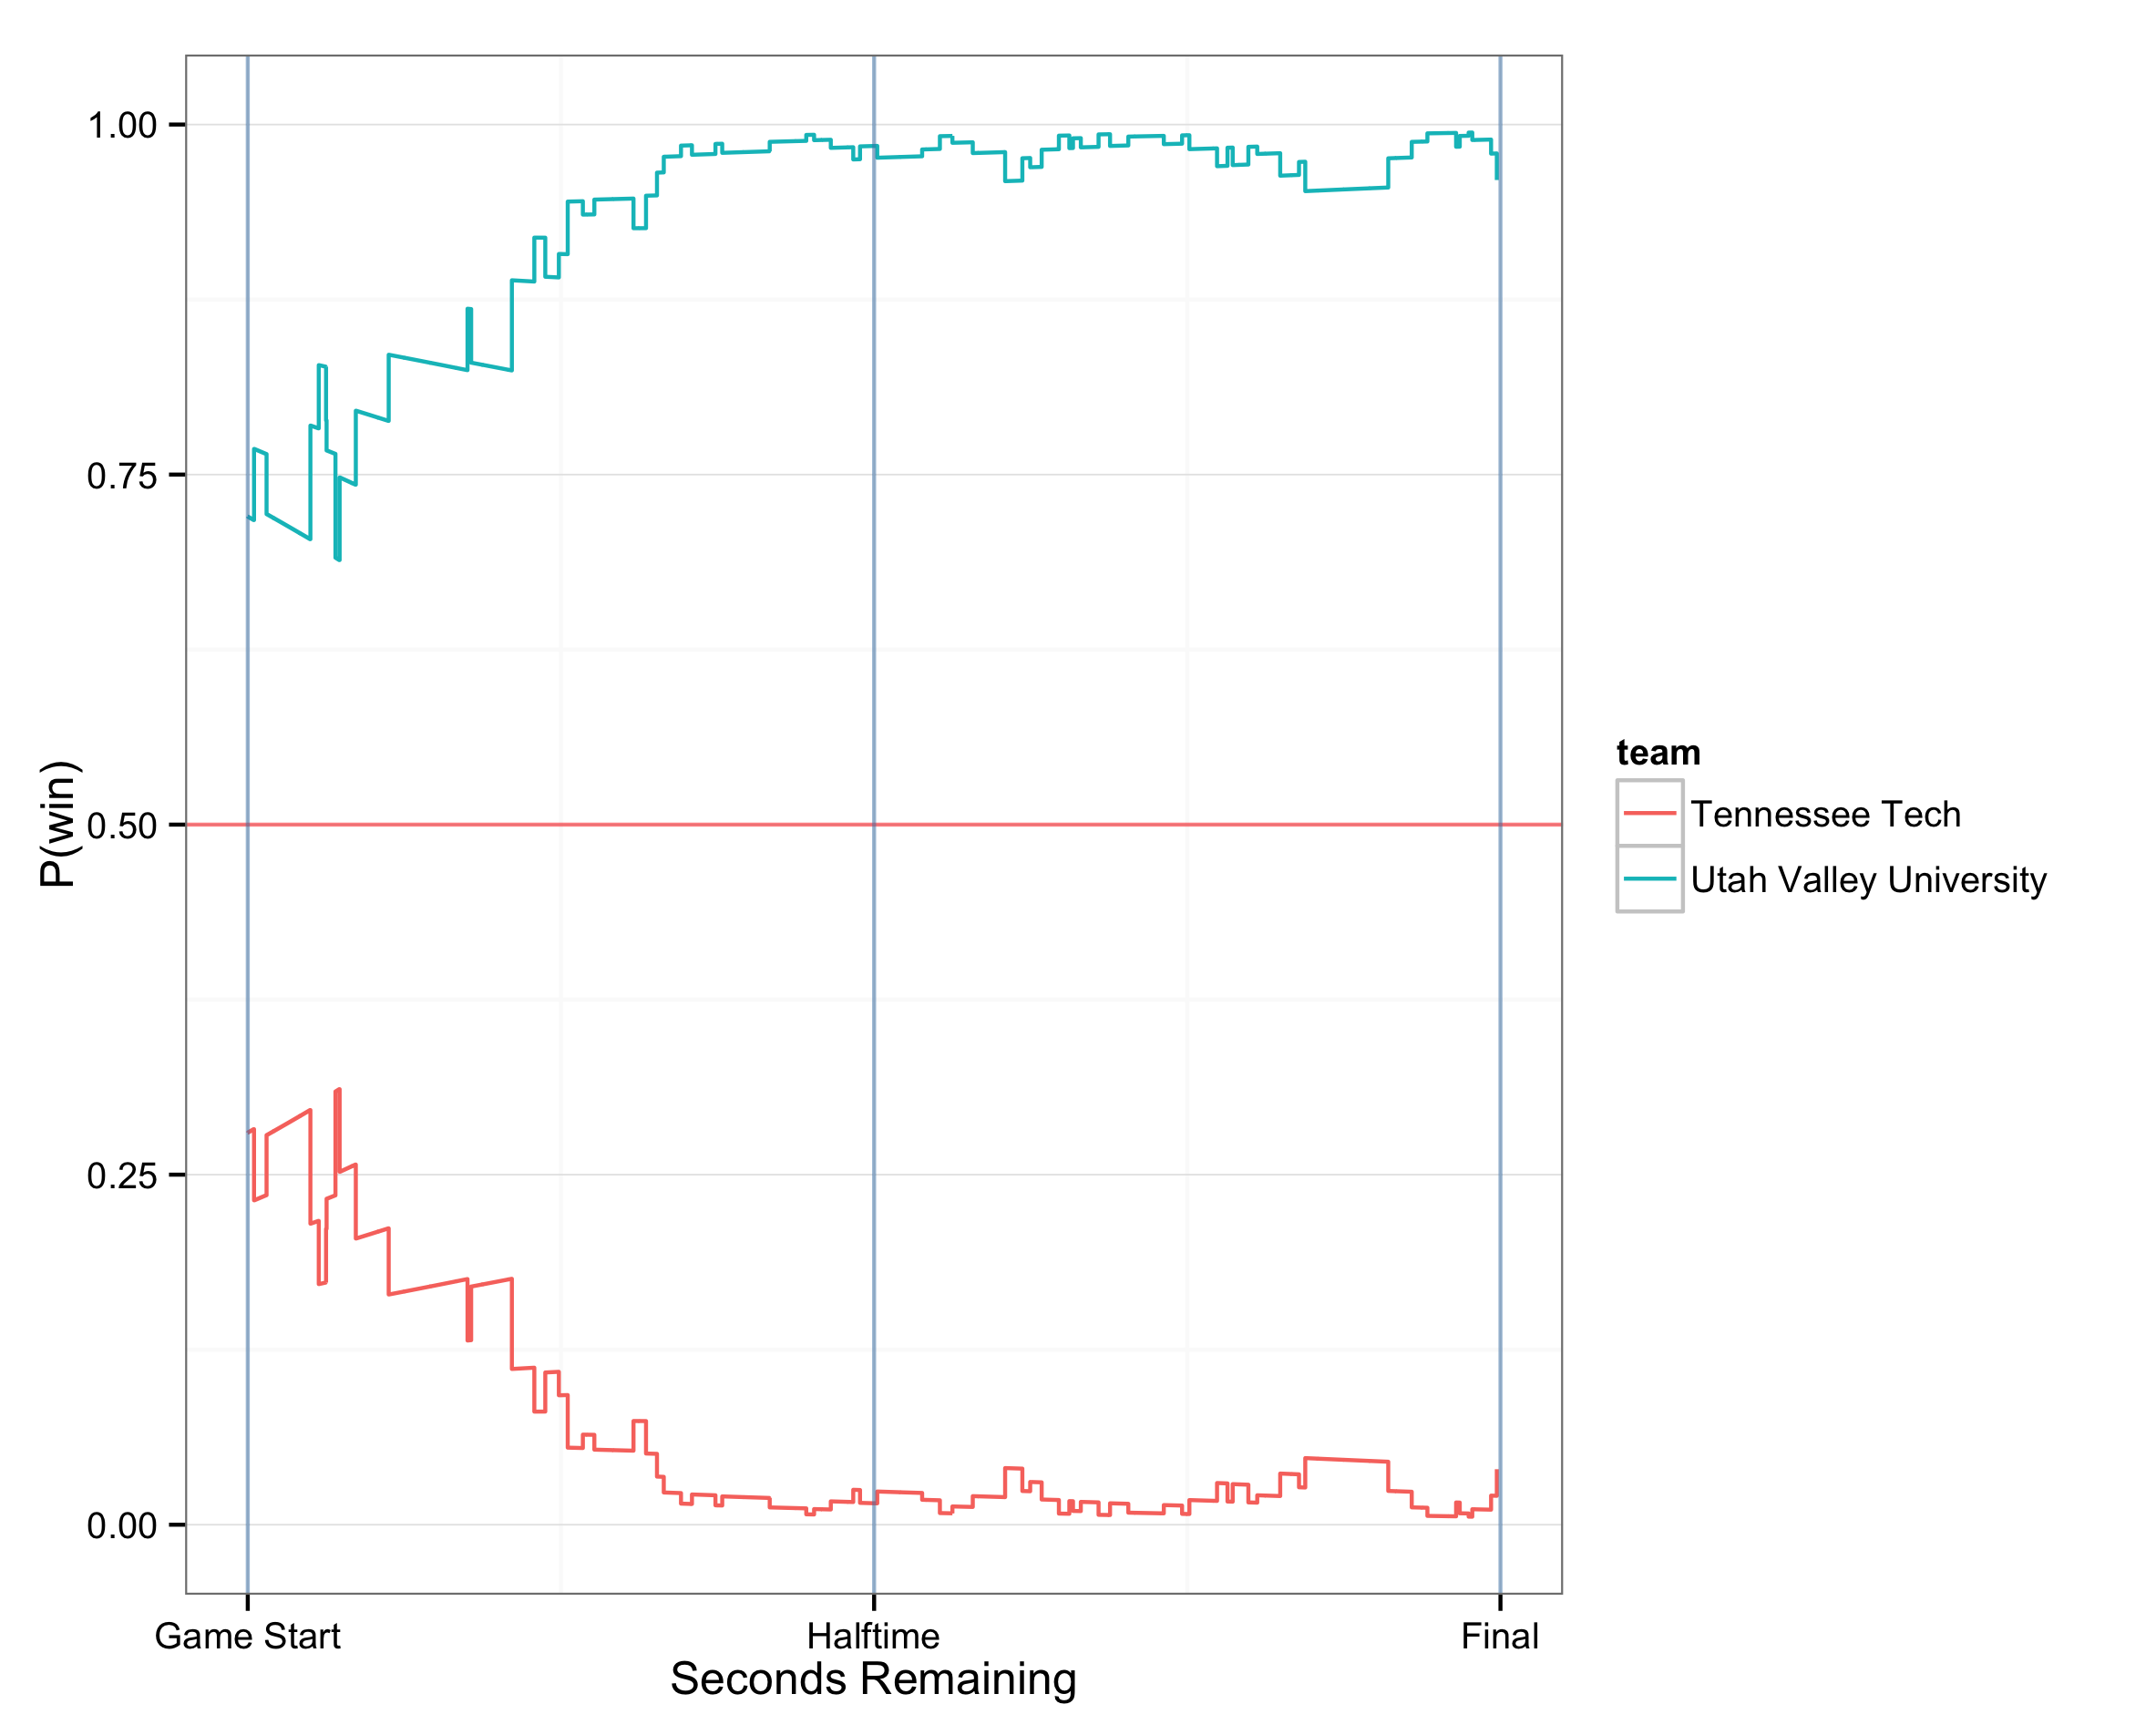 1.00
0.75
0.50
0.25
0.00
P(win)
Game Start
Halftime
Final
Seconds Remaining
team
Tennessee Tech
Utah Valley University